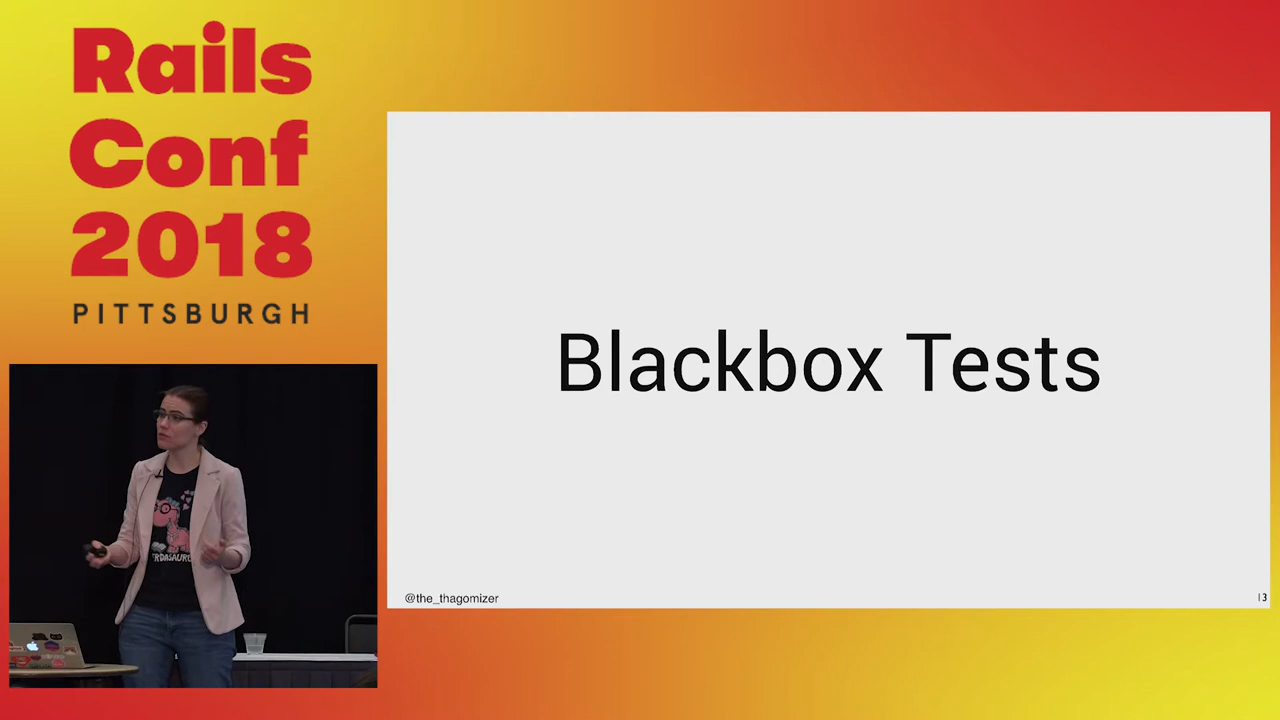 Rails
Conf
2018
PITTSBURGH
Blackbox Tests
@the_thagomizer
13